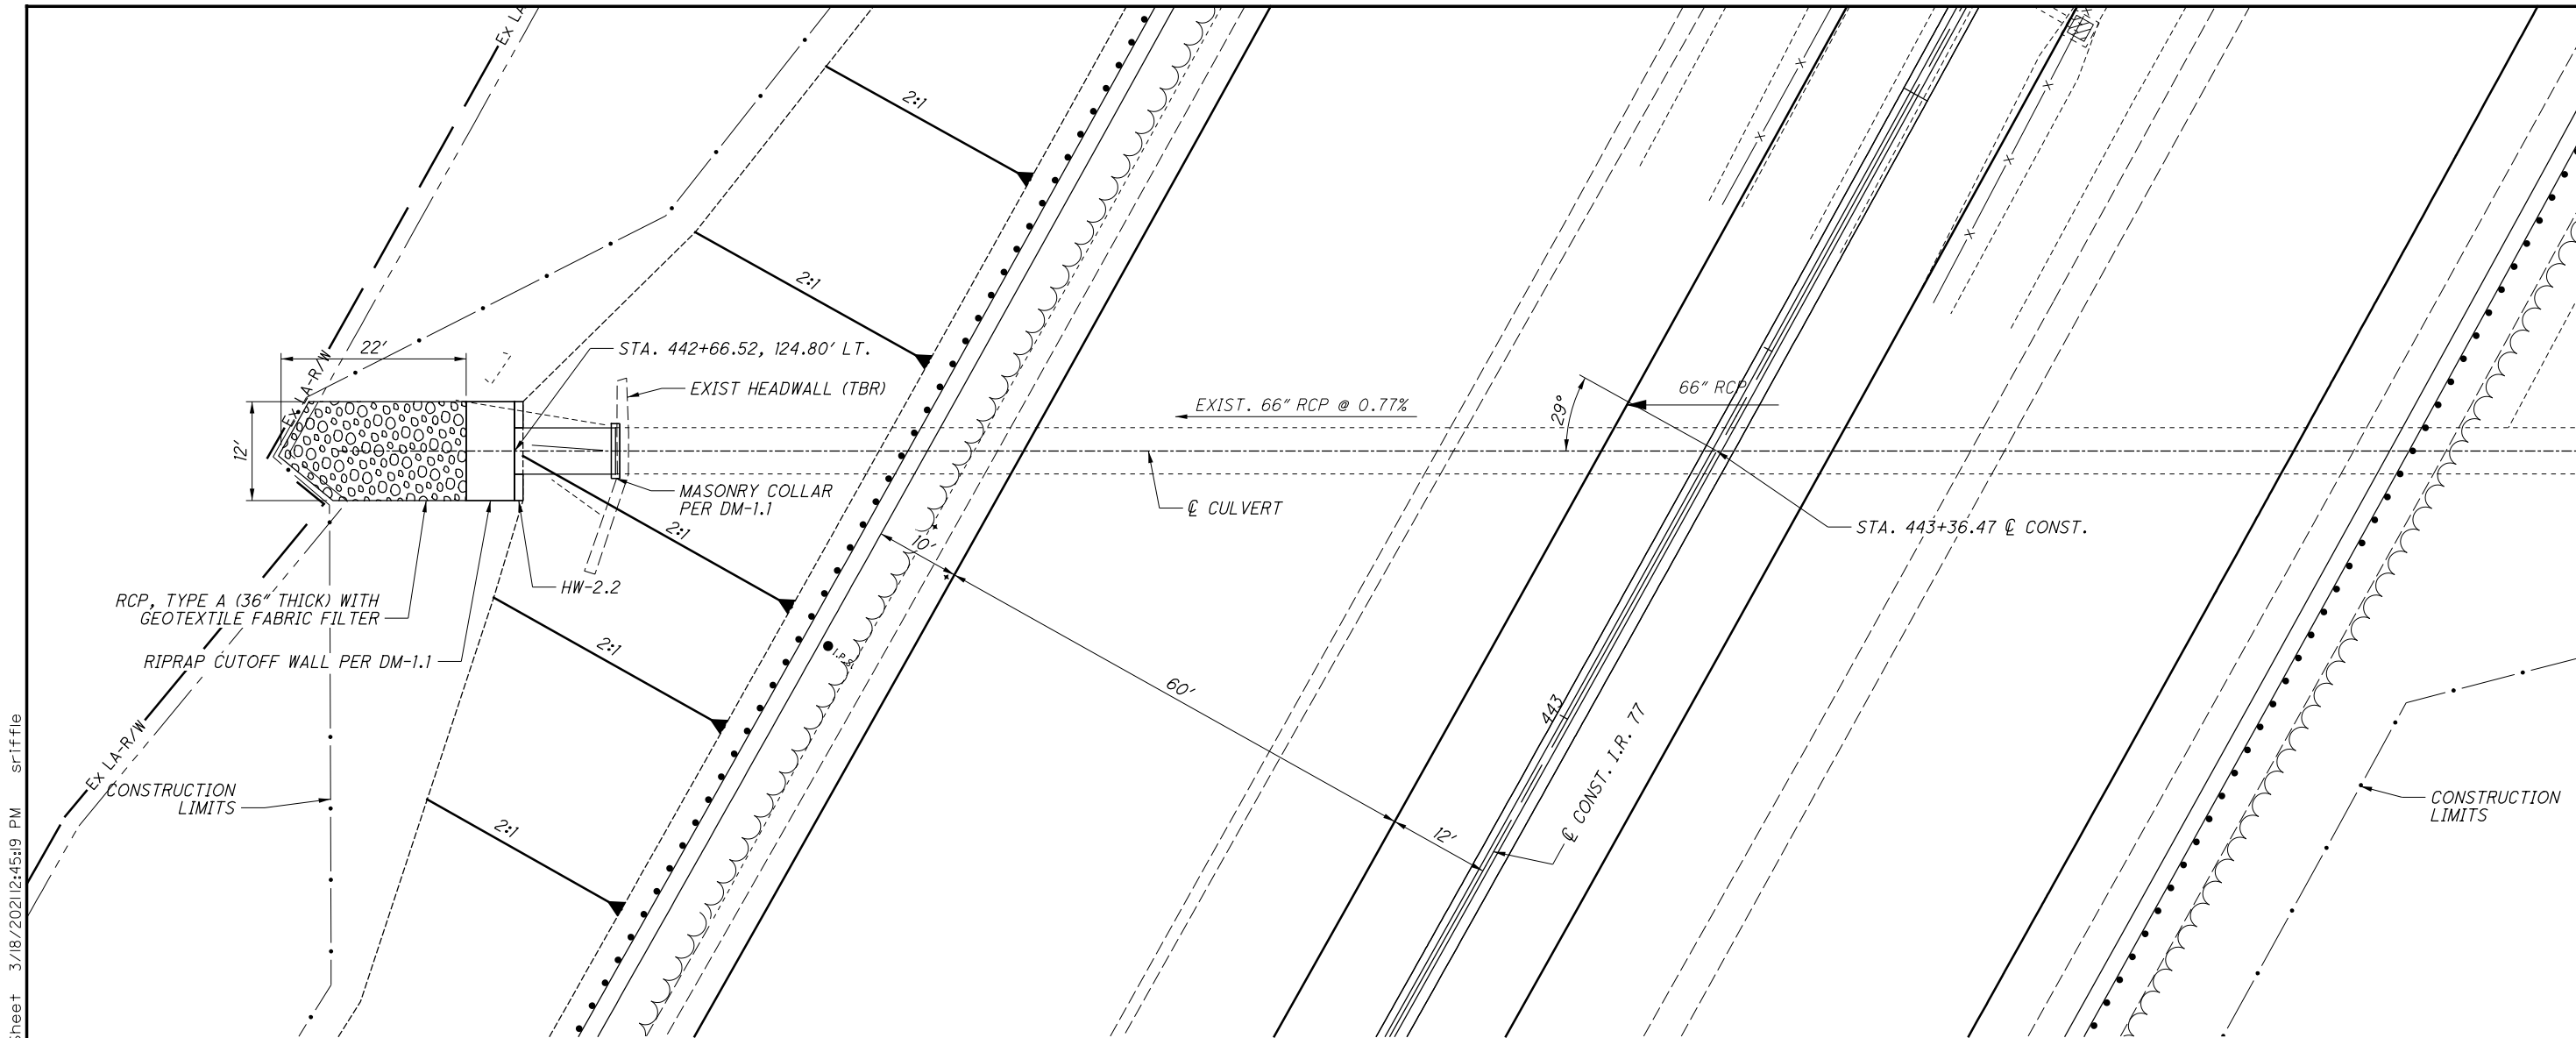 Ex LA
2:1
2:1
22'
STA. 442+66.52, 124.80' LT.
EXIST HEADWALL (TBR)
Ex LA-R/W
12'
EXIST. 66" RCP @ 0.77%
29°
66" RCP
MASONRY COLLAR
PER DM-1.1
2:1
℄ CULVERT
STA. 443+36.47 ℄ CONST.
10'
HW-2.2
RCP, TYPE A (36" THICK) WITH
GEOTEXTILE FABRIC FILTER
RIPRAP CUTOFF WALL PER DM-1.1
2:1
I.P.S.
60'
443
℄ CONST. I.R. 77
Ex LA-R/W
CONSTRUCTION
LIMITS
2:1
12'
CONSTRUCTION
LIMITS
Sheet 3/18/2021 12:45:19 PM sriffle